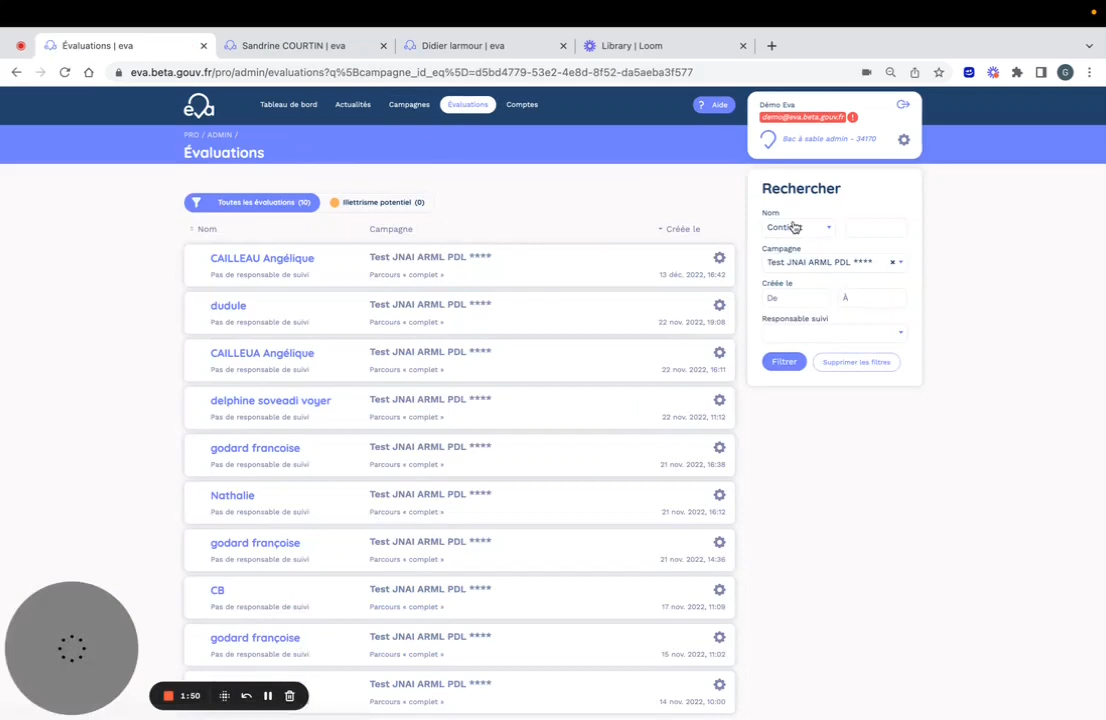 Évaluations | eva
Sandrine COURTIN | eva
Didier larmour | eva
Library | Loom
eva.beta.gouv.fr/pro/admin/evaluations?q%5Bcampagne_id_eq%5D=d5bd4779-53e2-4e8d-8f52-da5aeba3f577
G
eva
Tableau de bord
Actualités
Campagnes
Évaluations
Comptes
? Aide
Démo Eva
demo@eva.beta.gouv.fr !
Bac à sable admin - 34170
PRO / ADMIN /
Évaluations
Toutes les évaluations (10)
Illettrisme potentiel (0)
Nom
Campagne
Créée le
CAILLEAU Angélique
Pas de responsable de suivi
Test JNAI ARML PDL ****
Parcours « complet »
13 déc. 2022, 16:42
dudule
Pas de responsable de suivi
Test JNAI ARML PDL ****
Parcours « complet »
22 nov. 2022, 19:08
CAILLEUA Angélique
Pas de responsable de suivi
Test JNAI ARML PDL ****
Parcours « complet »
22 nov. 2022, 16:11
delphine soveadi voyer
Pas de responsable de suivi
Test JNAI ARML PDL ****
Parcours « complet »
22 nov. 2022, 11:12
godard francoise
Pas de responsable de suivi
Test JNAI ARML PDL ****
Parcours « complet »
21 nov. 2022, 16:38
Nathalie
Pas de responsable de suivi
Test JNAI ARML PDL ****
Parcours « complet »
21 nov. 2022, 16:12
godard françoise
Pas de responsable de suivi
Test JNAI ARML PDL ****
Parcours « complet »
21 nov. 2022, 14:36
CB
Pas de responsable de suivi
Test JNAI ARML PDL ****
Parcours « complet »
17 nov. 2022, 11:09
godard françoise
Pas de responsable de suivi
Test JNAI ARML PDL ****
Parcours « complet »
15 nov. 2022, 11:02
Test JNAI ARML PDL ****
Parcours « complet »
14 nov. 2022, 10:00
Rechercher
Nom
Campagne
Test JNAI ARML PDL ****
Créée le
De
À
Responsable suivi
Filtrer
Supprimer les filtres
1:50